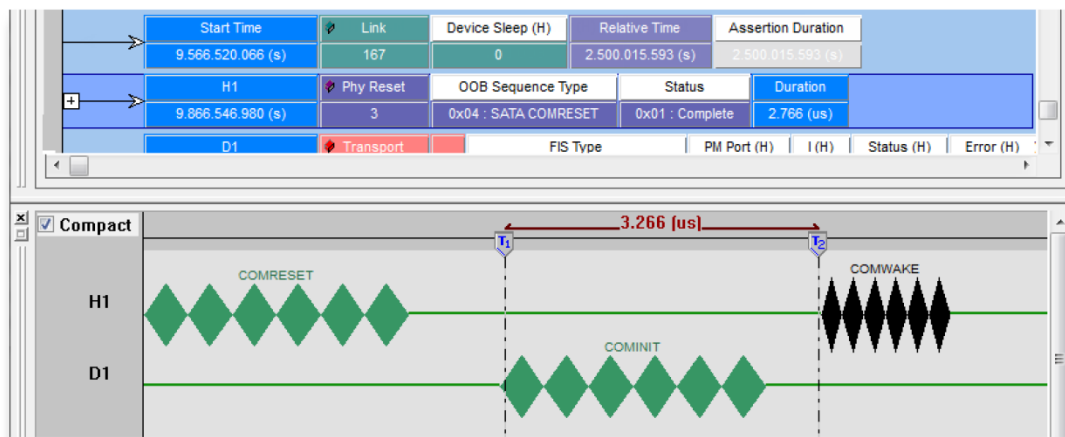 Start Time Link Device Sleep (H) Relative Time Assertion Duration
9.566.520.066 (s) 167 0 2.500.015.593 (s) 2.500.015.593 (s)
H1 Phy Reset OOB Sequence Type Status Duration
9.866.546.980 (s) 3 0x04 : SATA COMRESET 0x01 : Complete 2.766 (us)
D1 Transport FIS Type PM Port (H) I (H) Status (H) Error (H)
Compact 3.266 (us)
T1 T2
COMRESET COMWAKE
H1
COMINIT
D1